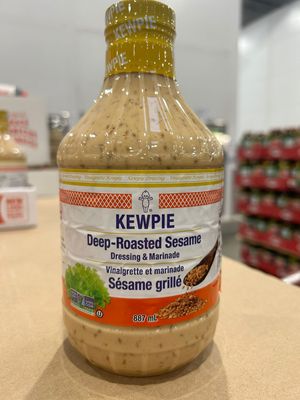 KEWPIE
KEWPIE
Deep-Roasted Sesame
Dressing & Marinade
Vinaigrette et marinade
Sésame grillé
887 mL